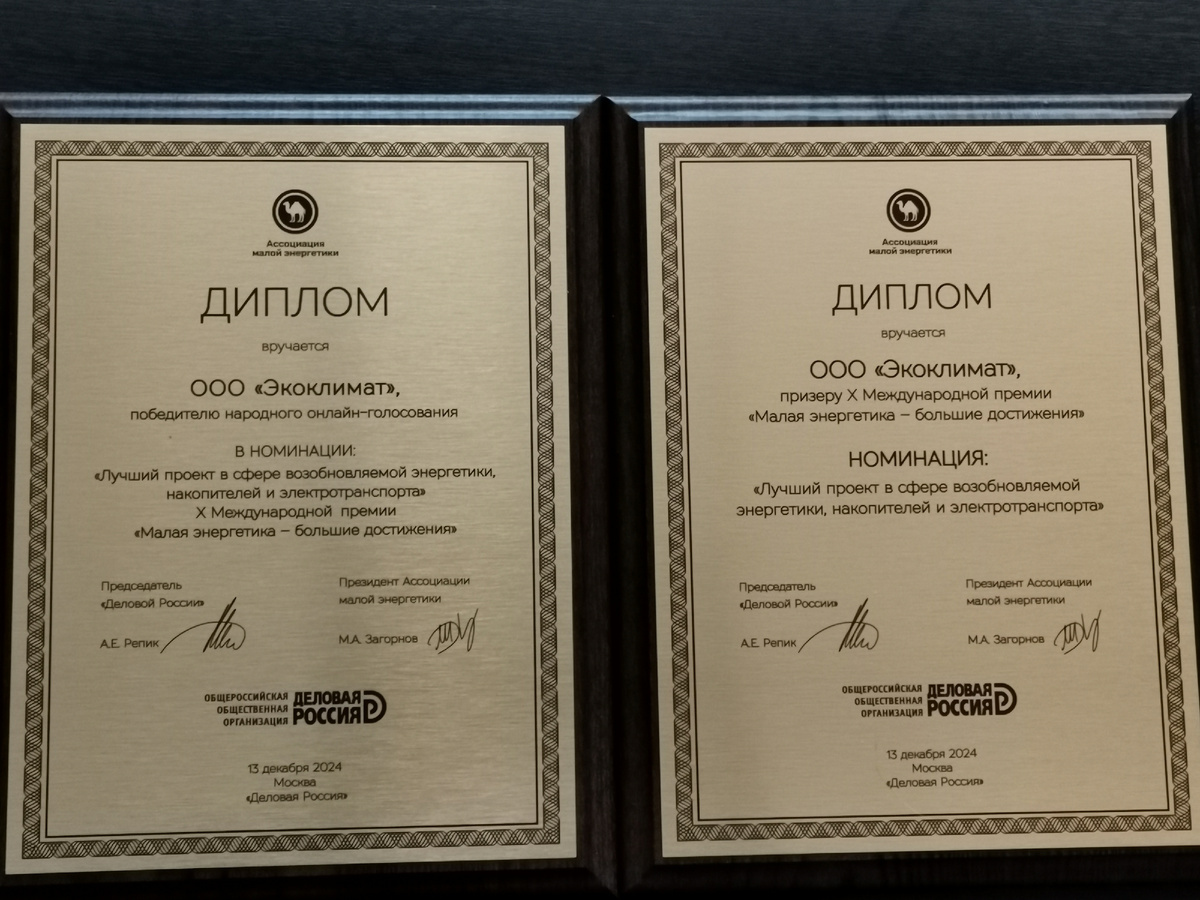 Ассоциация
малой энергетики
ДИПЛОМ
вручается
ООО «Экоклимат»,
победителю народного онлайн-голосования
В НОМИНАЦИИ:
«Лучший проект в сфере возобновляемой энергетики,
накопителей и электротранспорта»
X Международной премии
«Малая энергетика – большие достижения»
Председатель
«Деловой России»
А.Е. Репик
Президент Ассоциации
малой энергетики
М.А. Загорнов
ОБЩЕРОССИЙСКАЯ
ОБЩЕСТВЕННАЯ
ОРГАНИЗАЦИЯ
ДЕЛОВАЯ
РОССИЯ
13 декабря 2024
Москва
«Деловая Россия»
Ассоциация
малой энергетики
ДИПЛОМ
вручается
ООО «Экоклимат»,
призеру X Международной премии
«Малая энергетика – большие достижения»
НОМИНАЦИЯ:
«Лучший проект в сфере возобновляемой
энергетики, накопителей и электротранспорта»
Председатель
«Деловой России»
А.Е. Репик
Президент Ассоциации
малой энергетики
М.А. Загорнов
ОБЩЕРОССИЙСКАЯ
ОБЩЕСТВЕННАЯ
ОРГАНИЗАЦИЯ
ДЕЛОВАЯ
РОССИЯ
13 декабря 2024
Москва
«Деловая Россия»